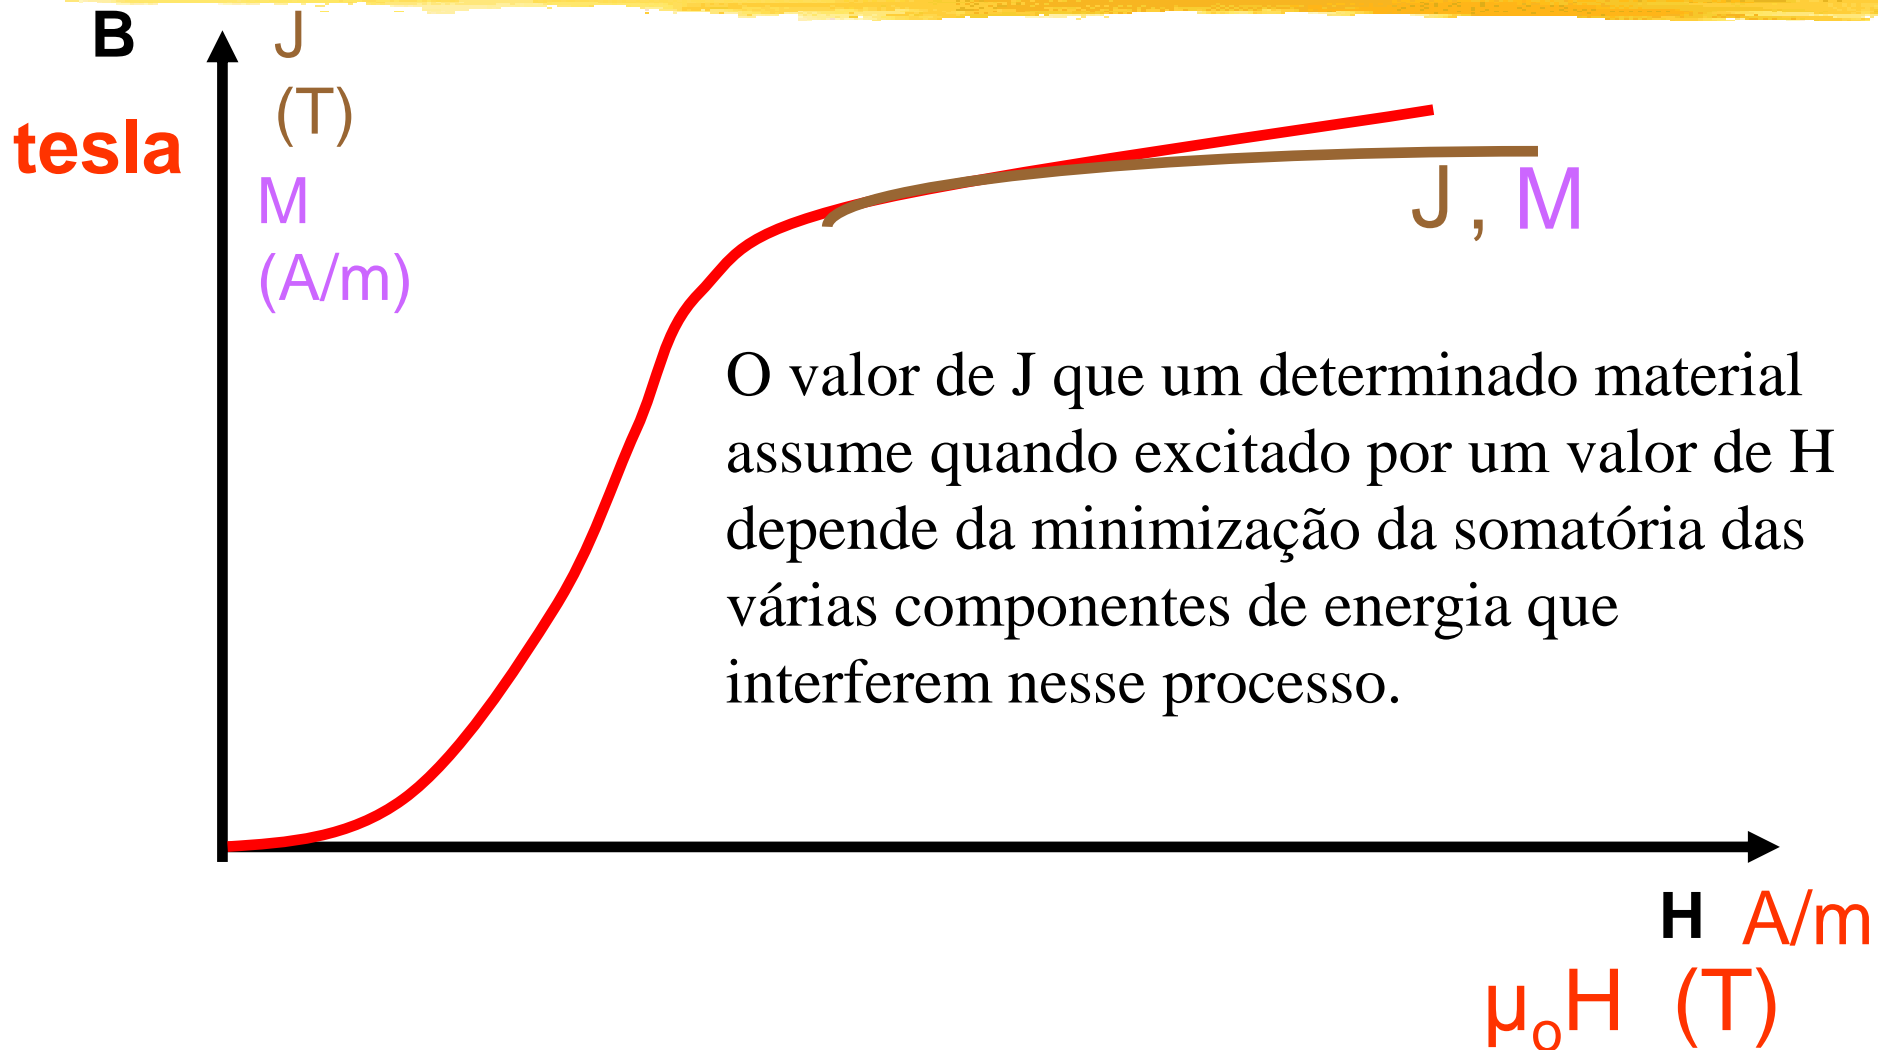 B
tesla
J
(T)
M
(A/m)
J , M
O valor de J que um determinado material
assume quando excitado por um valor de H
depende da minimização da somatória das
várias componentes de energia que
interferem nesse processo.
H A/m
µoH (T)